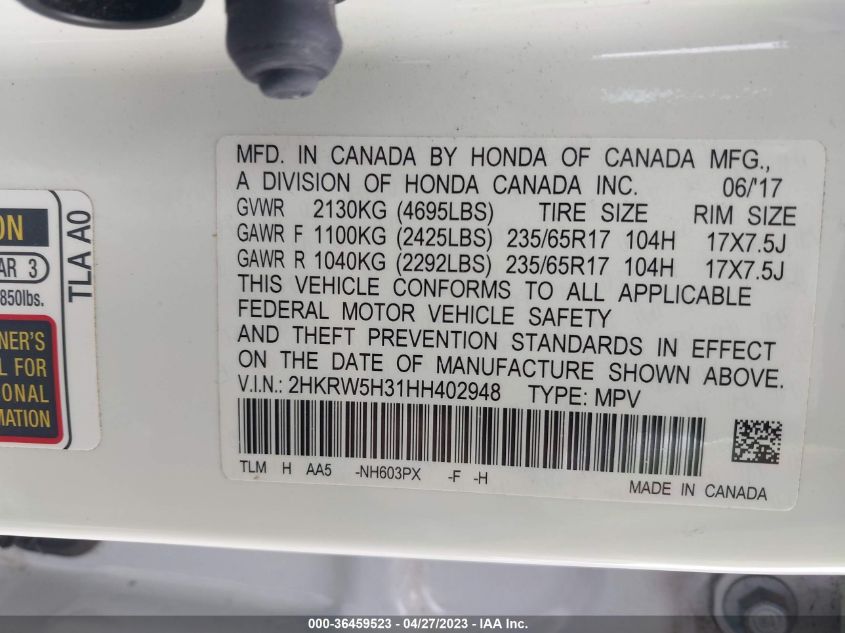 MFD. IN CANADA BY HONDA OF CANADA MFG.,
A DIVISION OF HONDA CANADA INC. 06/'17
GVWR 2130KG (4695LBS) TIRE SIZE RIM SIZE
GAWR F 1100KG (2425LBS) 235/65R17 104H 17X7.5J
GAWR R 1040KG (2292LBS) 235/65R17 104H 17X7.5J
THIS VEHICLE CONFORMS TO ALL APPLICABLE
FEDERAL MOTOR VEHICLE SAFETY
AND THEFT PREVENTION STANDARDS IN EFFECT
ON THE DATE OF MANUFACTURE SHOWN ABOVE.
V.I.N.: 2HKRW5H31HH402948 TYPE: MPV
TLM H AA5 -NH603PX -F -H
MADE IN CANADA
ON
AR 3
850lbs.
NER'S
L FOR
ONAL
MATION
TLA A0
000-36459523 - 04/27/2023 - IAA Inc.